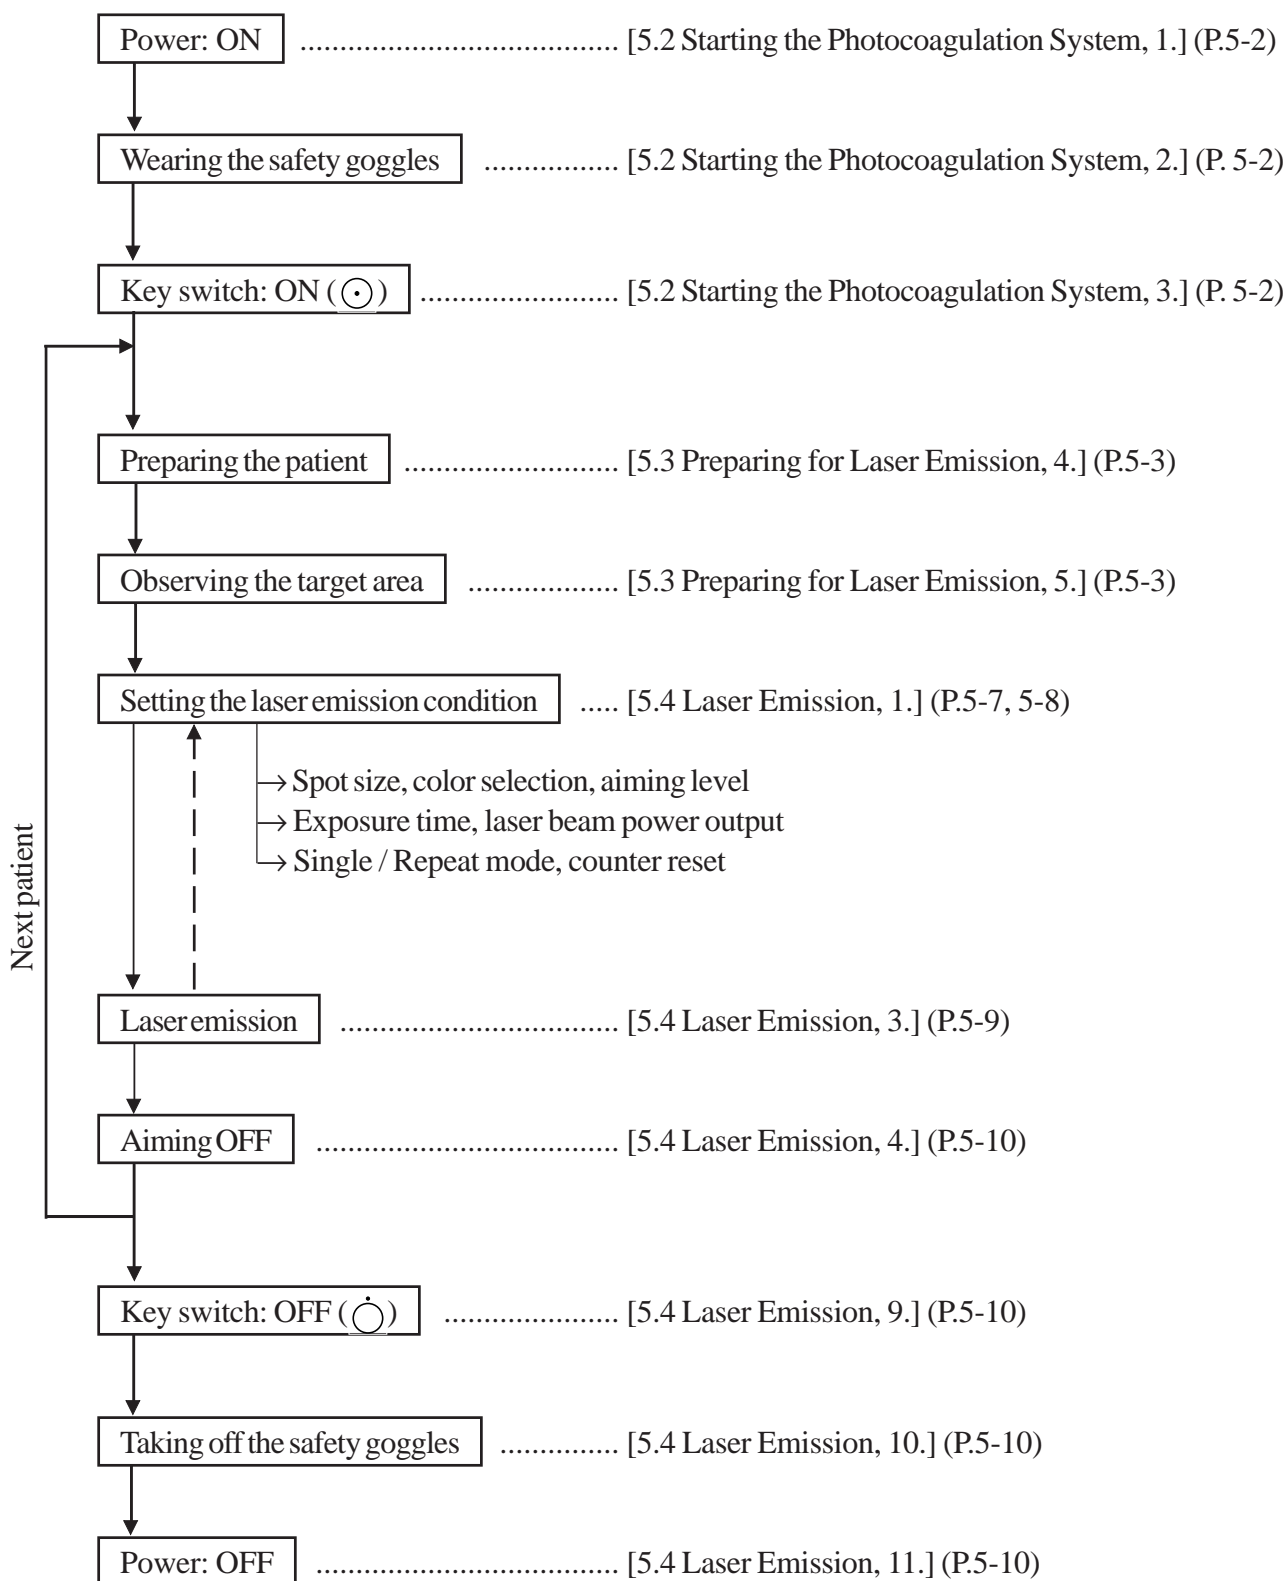 Power: ON ................................ [5.2 Starting the Photocoagulation System, 1.] (P.5-2)
Wearing the safety goggles ................. [5.2 Starting the Photocoagulation System, 2.] (P. 5-2)
Key switch: ON (⊙) ......................... [5.2 Starting the Photocoagulation System, 3.] (P. 5-2)
Preparing the patient ........................... [5.3 Preparing for Laser Emission, 4.] (P.5-3)
Observing the target area ................... [5.3 Preparing for Laser Emission, 5.] (P.5-3)
Setting the laser emission condition ..... [5.4 Laser Emission, 1.] (P.5-7, 5-8)
→ Spot size, color selection, aiming level
→ Exposure time, laser beam power output
→ Single / Repeat mode, counter reset
Next patient
Laser emission ................................... [5.4 Laser Emission, 3.] (P.5-9)
Aiming OFF ...................................... [5.4 Laser Emission, 4.] (P.5-10)
Key switch: OFF (⨀) ...................... [5.4 Laser Emission, 9.] (P.5-10)
Taking off the safety goggles ............... [5.4 Laser Emission, 10.] (P.5-10)
Power: OFF ...................................... [5.4 Laser Emission, 11.] (P.5-10)